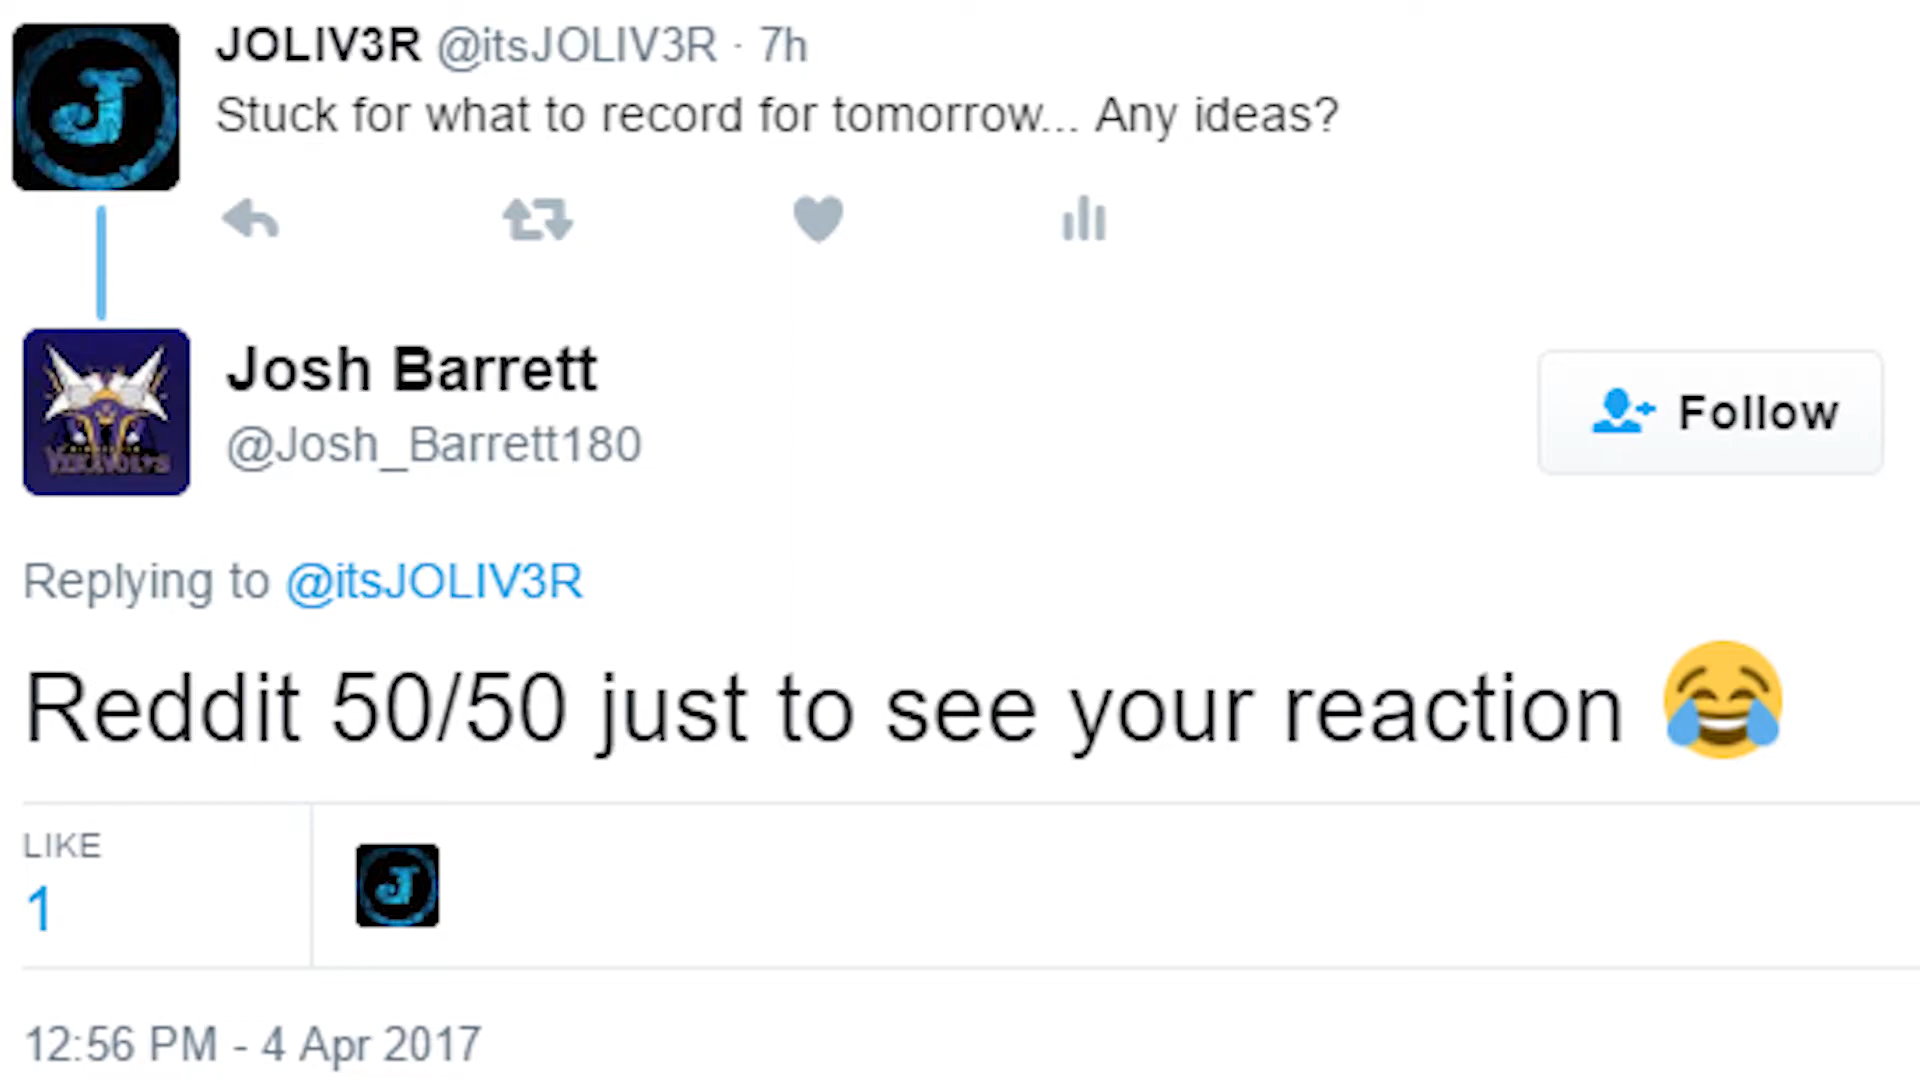 JOLIV3R @itsJOLIV3R · 7h
Stuck for what to record for tomorrow... Any ideas?
Josh Barrett
@Josh_Barrett180
Follow
Replying to @itsJOLIV3R
Reddit 50/50 just to see your reaction 😂
LIKE
1
12:56 PM - 4 Apr 2017